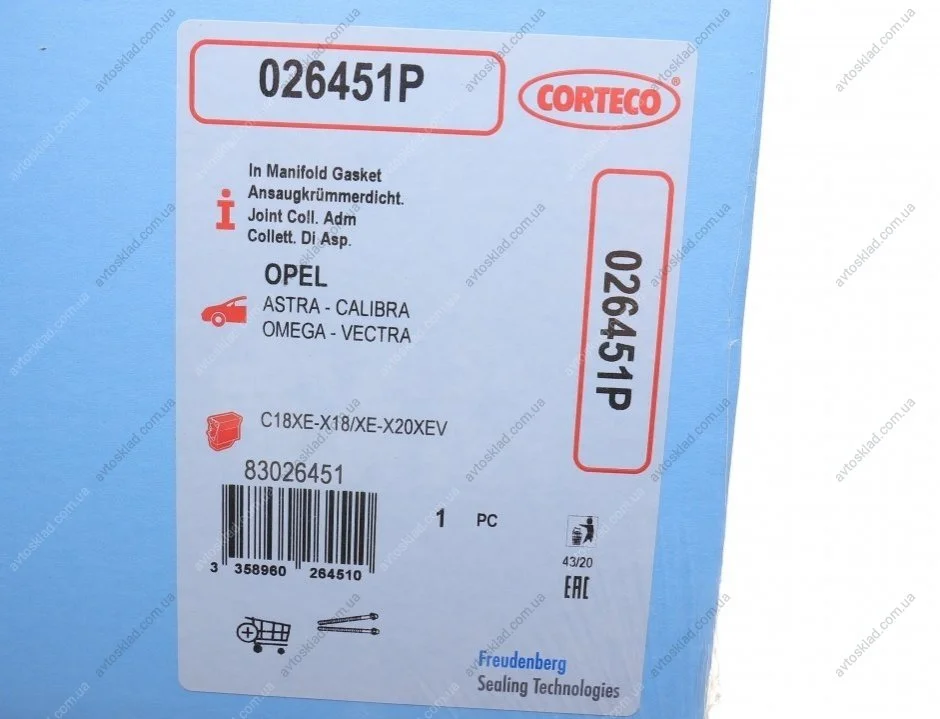 026451P
CORTECO®
In Manifold Gasket
Ansaugkrümmerdicht.
Joint Coll. Adm
Collett. Di Asp.
OPEL
ASTRA - CALIBRA
OMEGA - VECTRA
026451P
C18XE-X18/XE-X20XEV
83026451
3 358960 264510
1 PC
43/20
EAC
Freudenberg
Sealing Technologies
avtosklad.com.ua